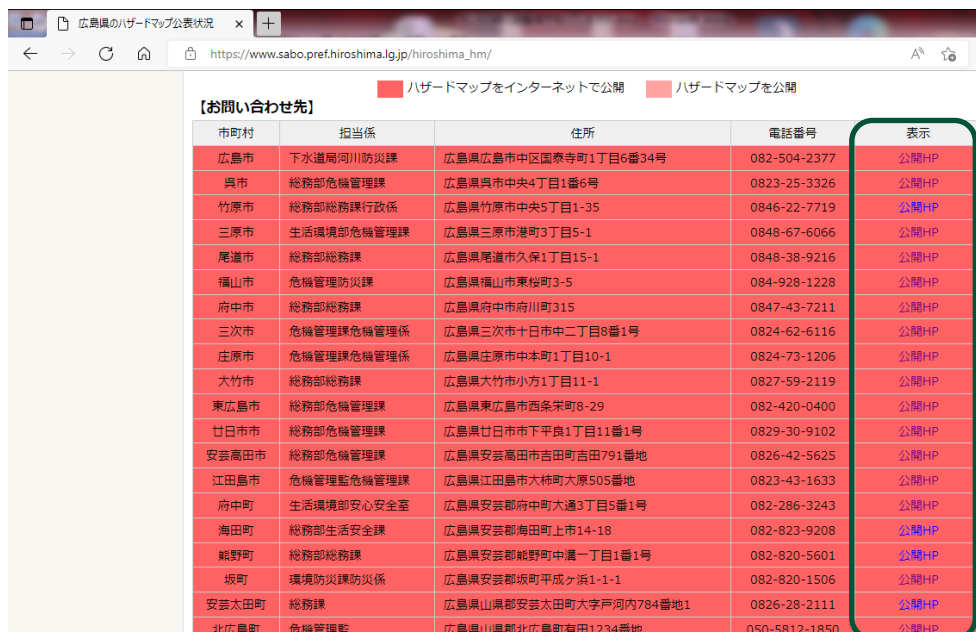 広島県のハザードマップ公表状況
https://www.sabo.pref.hiroshima.lg.jp/hiroshima_hm/
ハザードマップをインターネットで公開 ハザードマップを公開
【お問い合わせ先】
市町村 担当係 住所 電話番号 表示
広島市 下水道局河川防災課 広島県広島市中区国泰寺町1丁目6番34号 082-504-2377 公開HP
呉市 総務部危機管理課 広島県呉市中央4丁目1番6号 0823-25-3326 公開HP
竹原市 総務部総務課行政係 広島県竹原市中央5丁目1-35 0846-22-7719 公開HP
三原市 生活環境部危機管理課 広島県三原市港町3丁目5-1 0848-67-6066 公開HP
尾道市 総務部総務課 広島県尾道市久保1丁目15-1 0848-38-9216 公開HP
福山市 危機管理防災課 広島県福山市東桜町3-5 084-928-1228 公開HP
府中市 総務部総務課 広島県府中市府川町315 0847-43-7211 公開HP
三次市 危機管理課危機管理係 広島県三次市十日市中二丁目8番1号 0824-62-6116 公開HP
庄原市 危機管理課危機管理係 広島県庄原市中本町1丁目10-1 0824-73-1206 公開HP
大竹市 総務部総務課 広島県大竹市小方1丁目11-1 0827-59-2119 公開HP
東広島市 総務部危機管理課 広島県東広島市西条栄町8-29 082-420-0400 公開HP
廿日市市 総務部危機管理課 広島県廿日市市下平良1丁目11番1号 0829-30-9102 公開HP
安芸高田市 総務部危機管理課 広島県安芸高田市吉田町吉田791番地 0826-42-5625 公開HP
江田島市 危機管理監危機管理課 広島県江田島市大柿町大原505番地 0823-43-1633 公開HP
府中町 生活環境部安心安全室 広島県安芸郡府中町大通3丁目5番1号 082-286-3243 公開HP
海田町 総務部生活安全課 広島県安芸郡海田町上市14-18 082-823-9208 公開HP
熊野町 総務部総務課 広島県安芸郡熊野町中溝一丁目1番1号 082-820-5601 公開HP
坂町 環境防災課防災係 広島県安芸郡坂町平成ヶ浜1-1-1 082-820-1506 公開HP
安芸太田町 総務課 広島県山県郡安芸太田町大字戸河内784番地1 0826-28-2111 公開HP
北広島町 危機管理監 広島県山県郡北広島町有田1234番地 050-5812-1850 公開HP